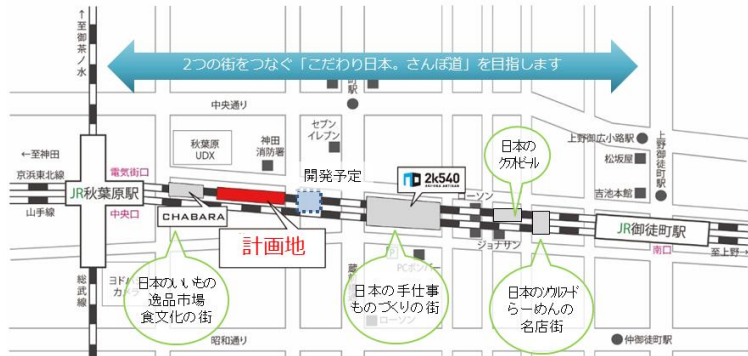 ←至御茶ノ水
2つの街をつなぐ「こだわり日本。さんぽ道」を目指します
中央通り
←至神田
京浜東北線
山手線
電気街口
JR秋葉原駅
中央口
秋葉原
UDX
神田
消防署
セブン
イレブン
駅
開発予定
2k540
CHABARA
計画地
日本の
クラフトビール
ローソン
ジョナサン
上野御広小路駅
松坂屋
吉池本館
上野御徒町駅
JR御徒町駅
南口
至上野→
総武線
日本のいいもの
逸品市場
食文化の街
P
PCボンバー
ローソン
日本の手仕事
ものづくりの街
日本のソウルフード
らーめんの
名店街
昭和通り
仲御徒町駅